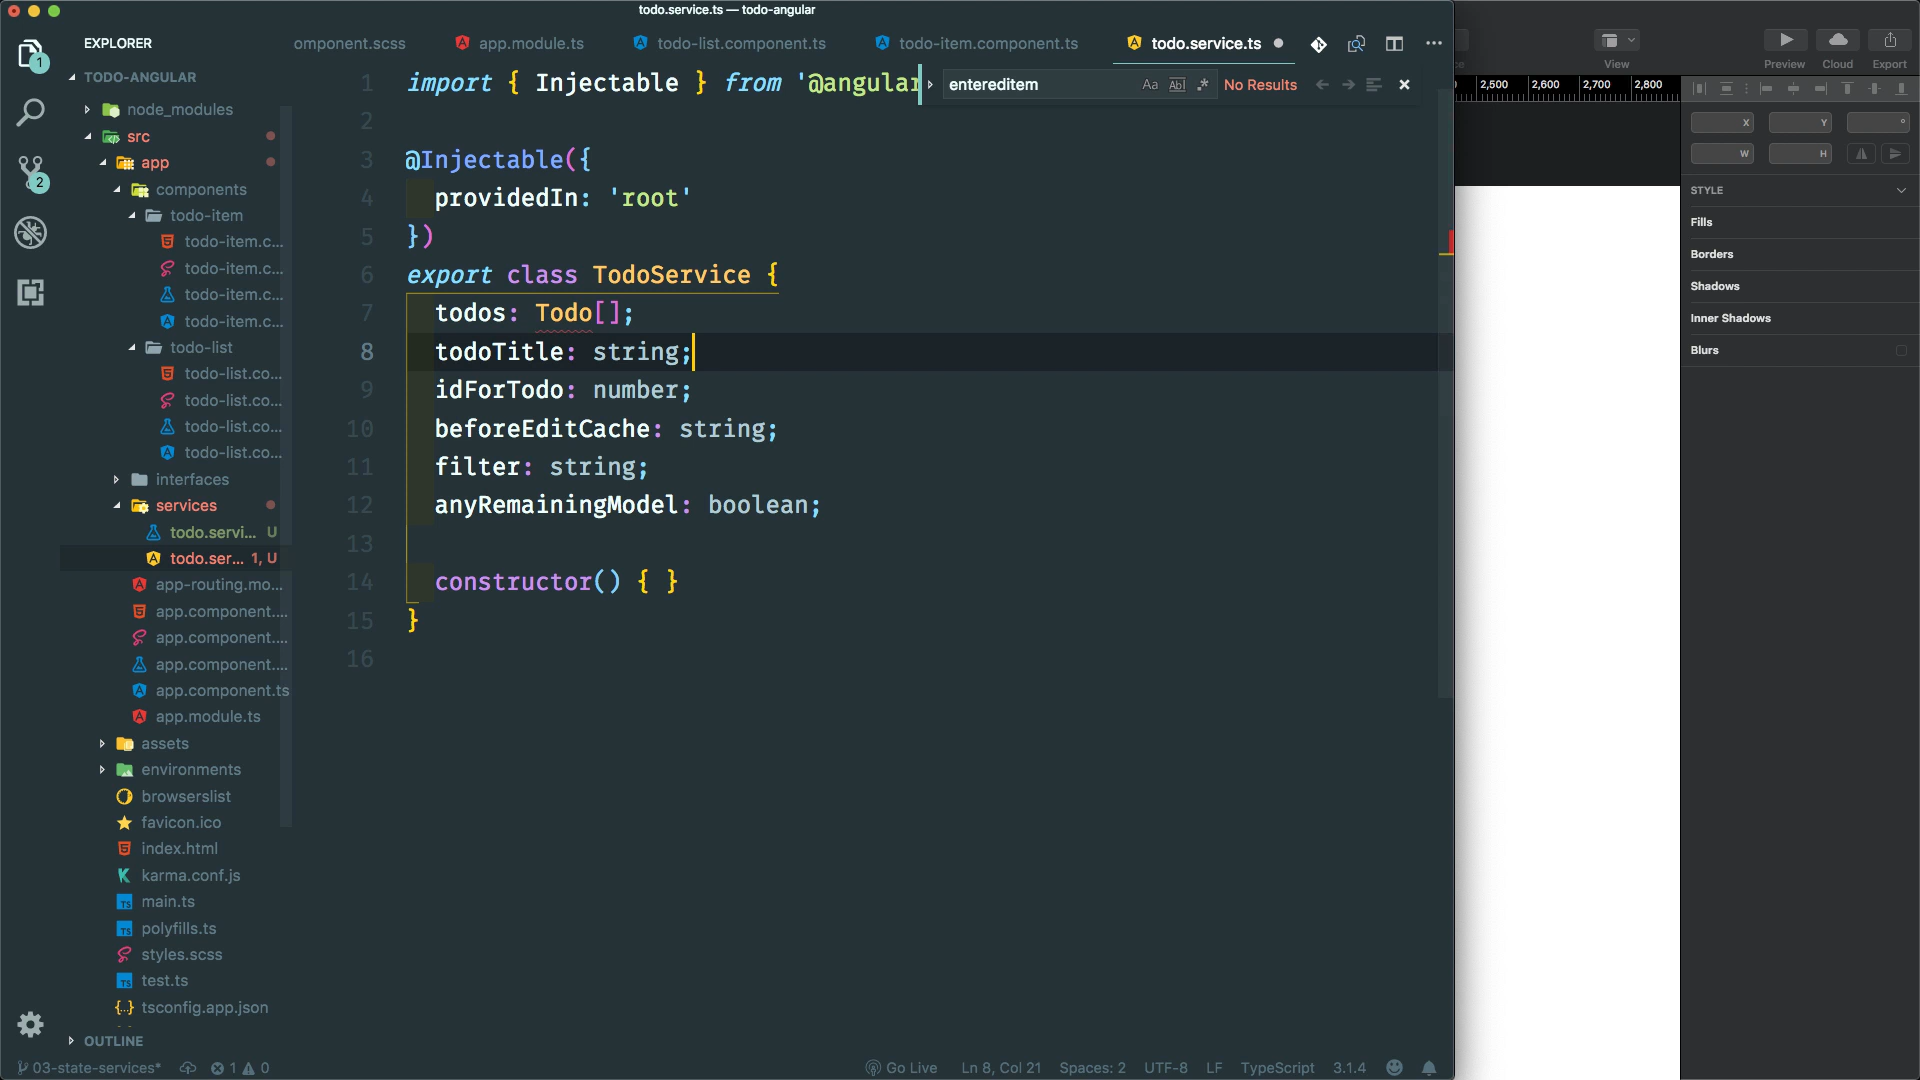 todo.service.ts — todo-angular
EXPLORER
1
TODO-ANGULAR
node_modules
src
app
components
2
todo-item
todo-item.c...
todo-item.c...
todo-item.c...
todo-item.c...
todo-list
todo-list.co...
todo-list.co...
todo-list.co...
todo-list.co...
interfaces
services
todo.servi... U
todo.ser... 1, U
app-routing.mo...
app.component....
app.component....
app.component....
app.component.ts
app.module.ts
assets
environments
browserslist
favicon.ico
index.html
karma.conf.js
main.ts
polyfills.ts
styles.scss
test.ts
tsconfig.app.json
OUTLINE
omponent.scss app.module.ts todo-list.component.ts todo-item.component.ts todo.service.ts
entereditem Aa Abl .* No Results
1 import { Injectable } from '@angular
2
3 @Injectable({
4 providedIn: 'root'
5 })
6 export class TodoService {
7 todos: Todo[];
8 todoTitle: string;
9 idForTodo: number;
10 beforeEditCache: string;
11 filter: string;
12 anyRemainingModel: boolean;
13
14 constructor() { }
15 }
16
03-state-services* 1 0 Go Live Ln 8, Col 21 Spaces: 2 UTF-8 LF TypeScript 3.1.4
View Preview Cloud Export
2,500 2,600 2,700 2,800
X Y °
W H
STYLE
Fills
Borders
Shadows
Inner Shadows
Blurs